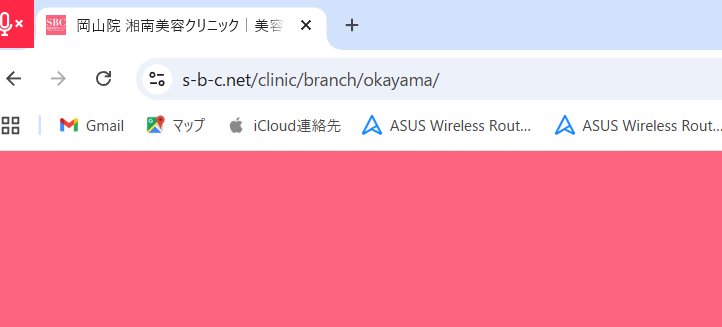 SBC 岡山院 湘南美容クリニック｜美容
s-b-c.net/clinic/branch/okayama/
Gmail マップ iCloud連絡先 ASUS Wireless Rout... ASUS Wireless Rout...